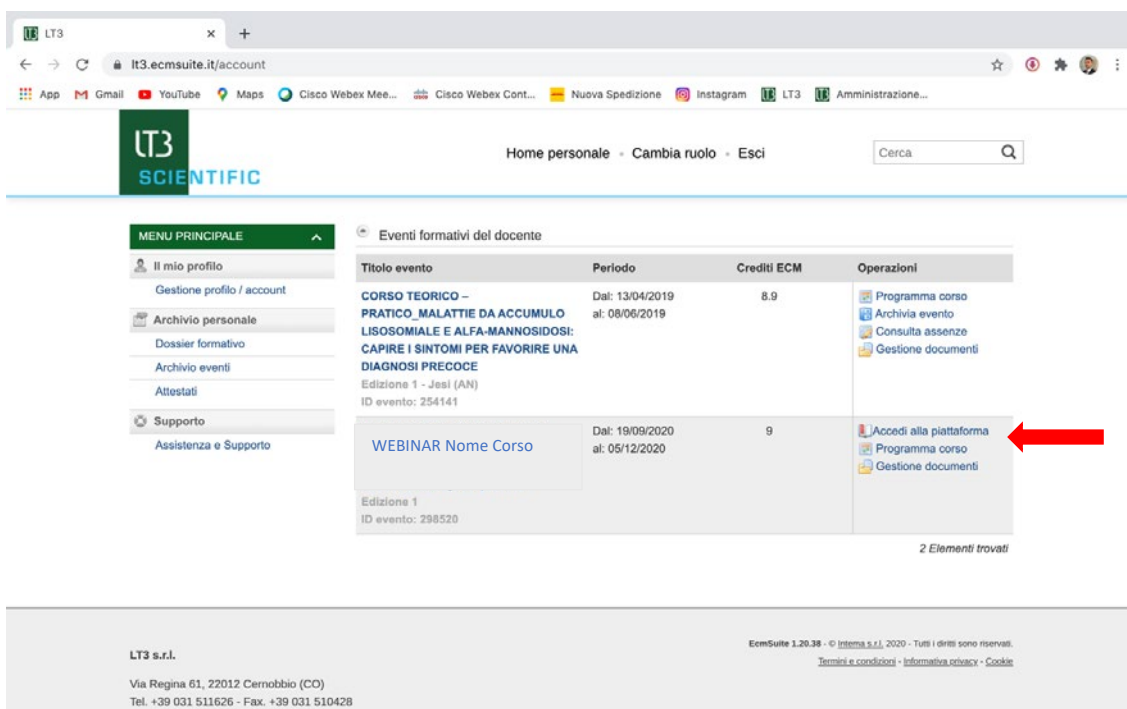 LT3
lt3.ecmsuite.it/account
App Gmail YouTube Maps Cisco Webex Mee... Cisco Webex Cont... Nuova Spedizione Instagram LT3 Amministrazione...
LT3
SCIENTIFIC
Home personale - Cambia ruolo - Esci
Cerca
MENU PRINCIPALE
Il mio profilo
Gestione profilo / account
Archivio personale
Dossier formativo
Archivio eventi
Attestati
Supporto
Assistenza e Supporto
Eventi formativi del docente
Titolo evento Periodo Crediti ECM Operazioni
CORSO TEORICO –
PRATICO_MALATTIE DA ACCUMULO
LISOSOMIALE E ALFA-MANNOSIDOSI:
CAPIRE I SINTOMI PER FAVORIRE UNA
DIAGNOSI PRECOCE
Edizione 1 - Jesi (AN)
ID evento: 254141
Dal: 13/04/2019
al: 08/06/2019
8.9
Programma corso
Archivia evento
Consulta assenze
Gestione documenti
WEBINAR Nome Corso
Edizione 1
ID evento: 298520
Dal: 19/09/2020
al: 05/12/2020
9
Accedi alla piattaforma
Programma corso
Gestione documenti
2 Elementi trovati
LT3 s.r.l.
Via Regina 61, 22012 Cernobbio (CO)
Tel. +39 031 511626 - Fax. +39 031 510428
EcmSuite 1.20.38 - © Intema s.r.l. 2020 - Tutti i diritti sono riservati.
Termini e condizioni - Informativa privacy - Cookie